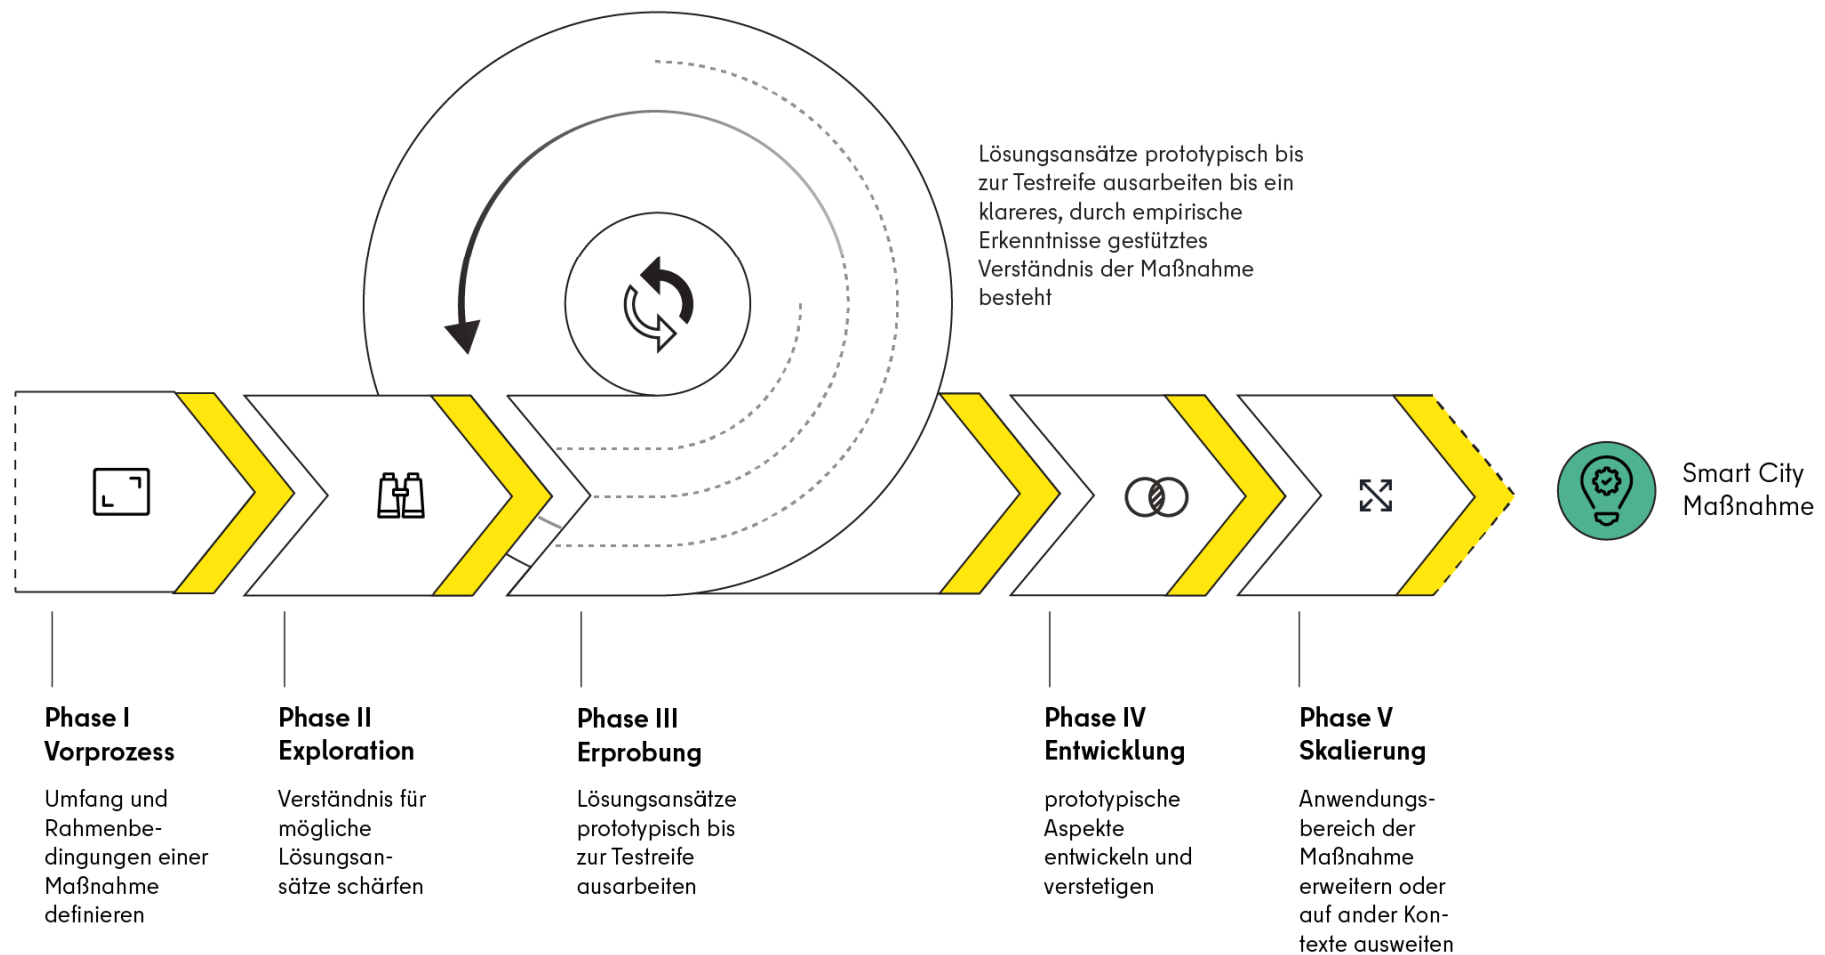 Lösungsansätze prototypisch bis
zur Testreife ausarbeiten bis ein
klareres, durch empirische
Erkenntnisse gestütztes
Verständnis der Maßnahme
besteht
Smart City
Maßnahme
Phase I
Vorprozess
Umfang und
Rahmenbe-
dingungen einer
Maßnahme
definieren
Phase II
Exploration
Verständnis für
mögliche
Lösungsan-
sätze schärfen
Phase III
Erprobung
Lösungsansätze
prototypisch bis
zur Testreife
ausarbeiten
Phase IV
Entwicklung
prototypische
Aspekte
entwickeln und
verstetigen
Phase V
Skalierung
Anwendungs-
bereich der
Maßnahme
erweitern oder
auf ander Kon-
texte ausweiten